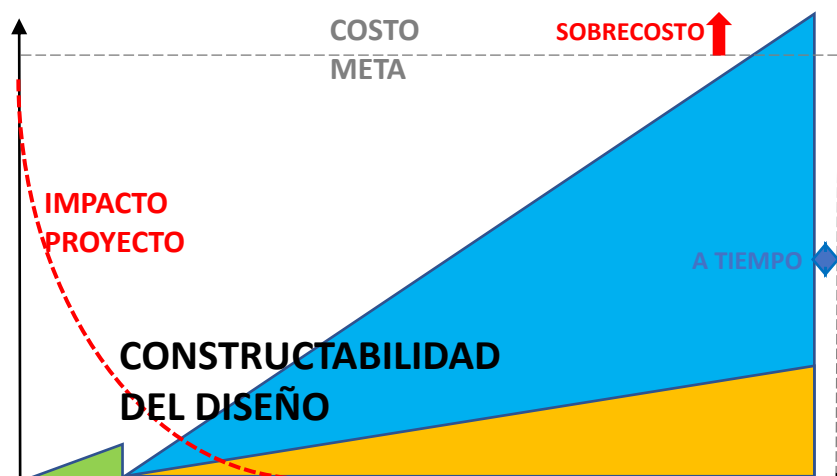 COSTO
META
SOBRECOSTO
IMPACTO
PROYECTO
A TIEMPO
CONSTRUCTABILIDAD
DEL DISEÑO